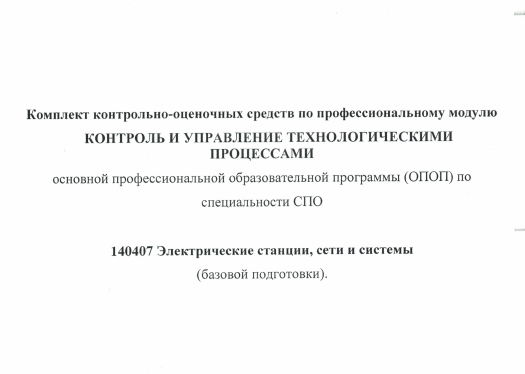 Комплект контрольно-оценочных средств по профессиональному модулю
КОНТРОЛЬ И УПРАВЛЕНИЕ ТЕХНОЛОГИЧЕСКИМИ
ПРОЦЕССАМИ
основной профессиональной образовательной программы (ОПОП) по
специальности СПО
140407 Электрические станции, сети и системы
(базовой подготовки).